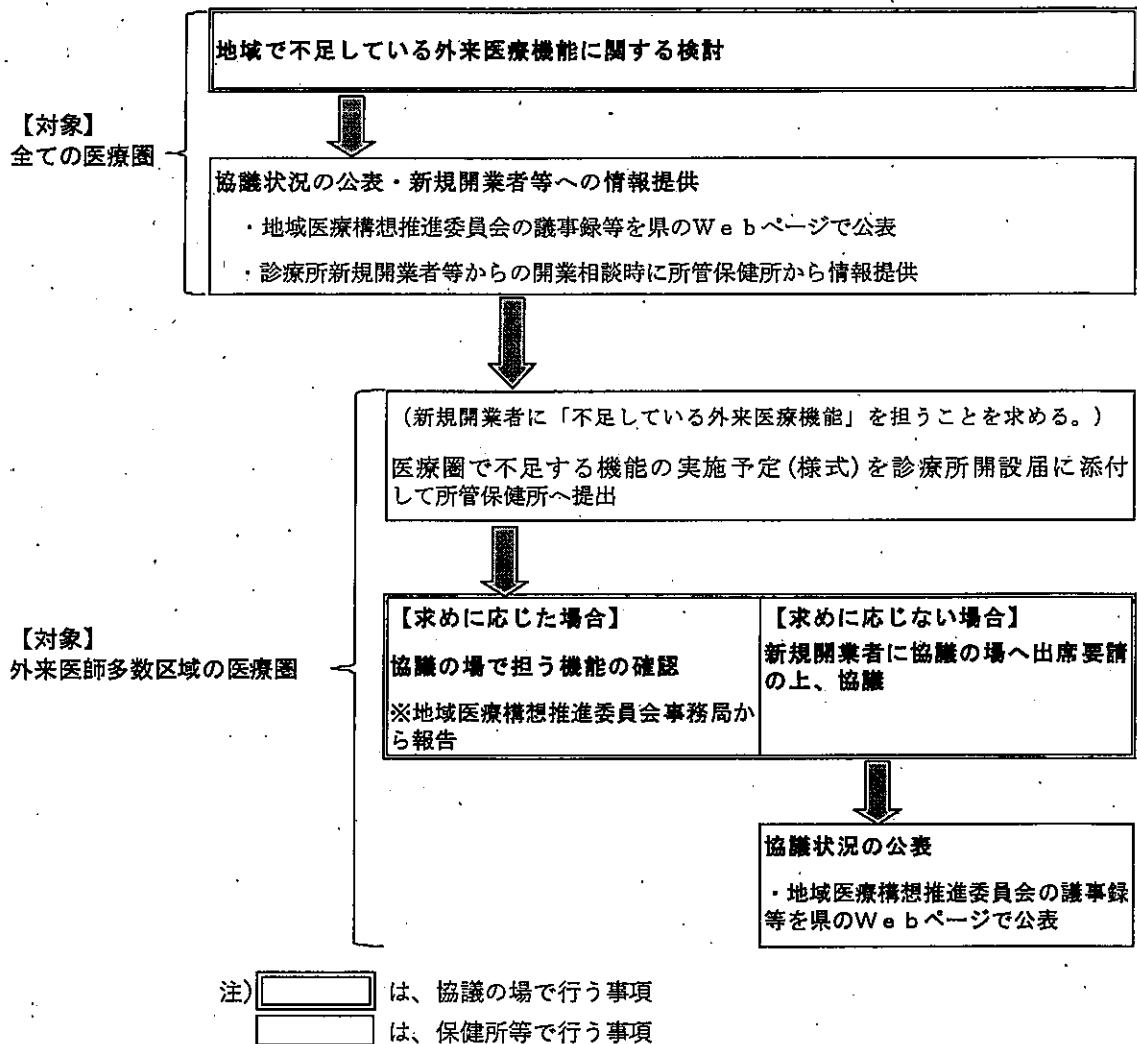 地域で不足している外来医療機能に関する検討
【対象】
全ての医療圏
協議状況の公表・新規開業者等への情報提供
・地域医療構想推進委員会の議事録等を県のWebページで公表
・診療所新規開業者等からの開業相談時に所管保健所から情報提供
(新規開業者に「不足している外来医療機能」を担うことを求める。)
医療圏で不足する機能の実施予定(様式)を診療所開設届に添付
して所管保健所へ提出
【対象】
外来医師多数区域の医療圏
【求めに応じた場合】
協議の場で担う機能の確認
※地域医療構想推進委員会事務局か
ら報告
【求めに応じない場合】
新規開業者に協議の場へ出席要請
の上、協議
協議状況の公表
・地域医療構想推進委員会の議事録
等を県のWebページで公表
注) は、協議の場で行う事項
は、保健所等で行う事項